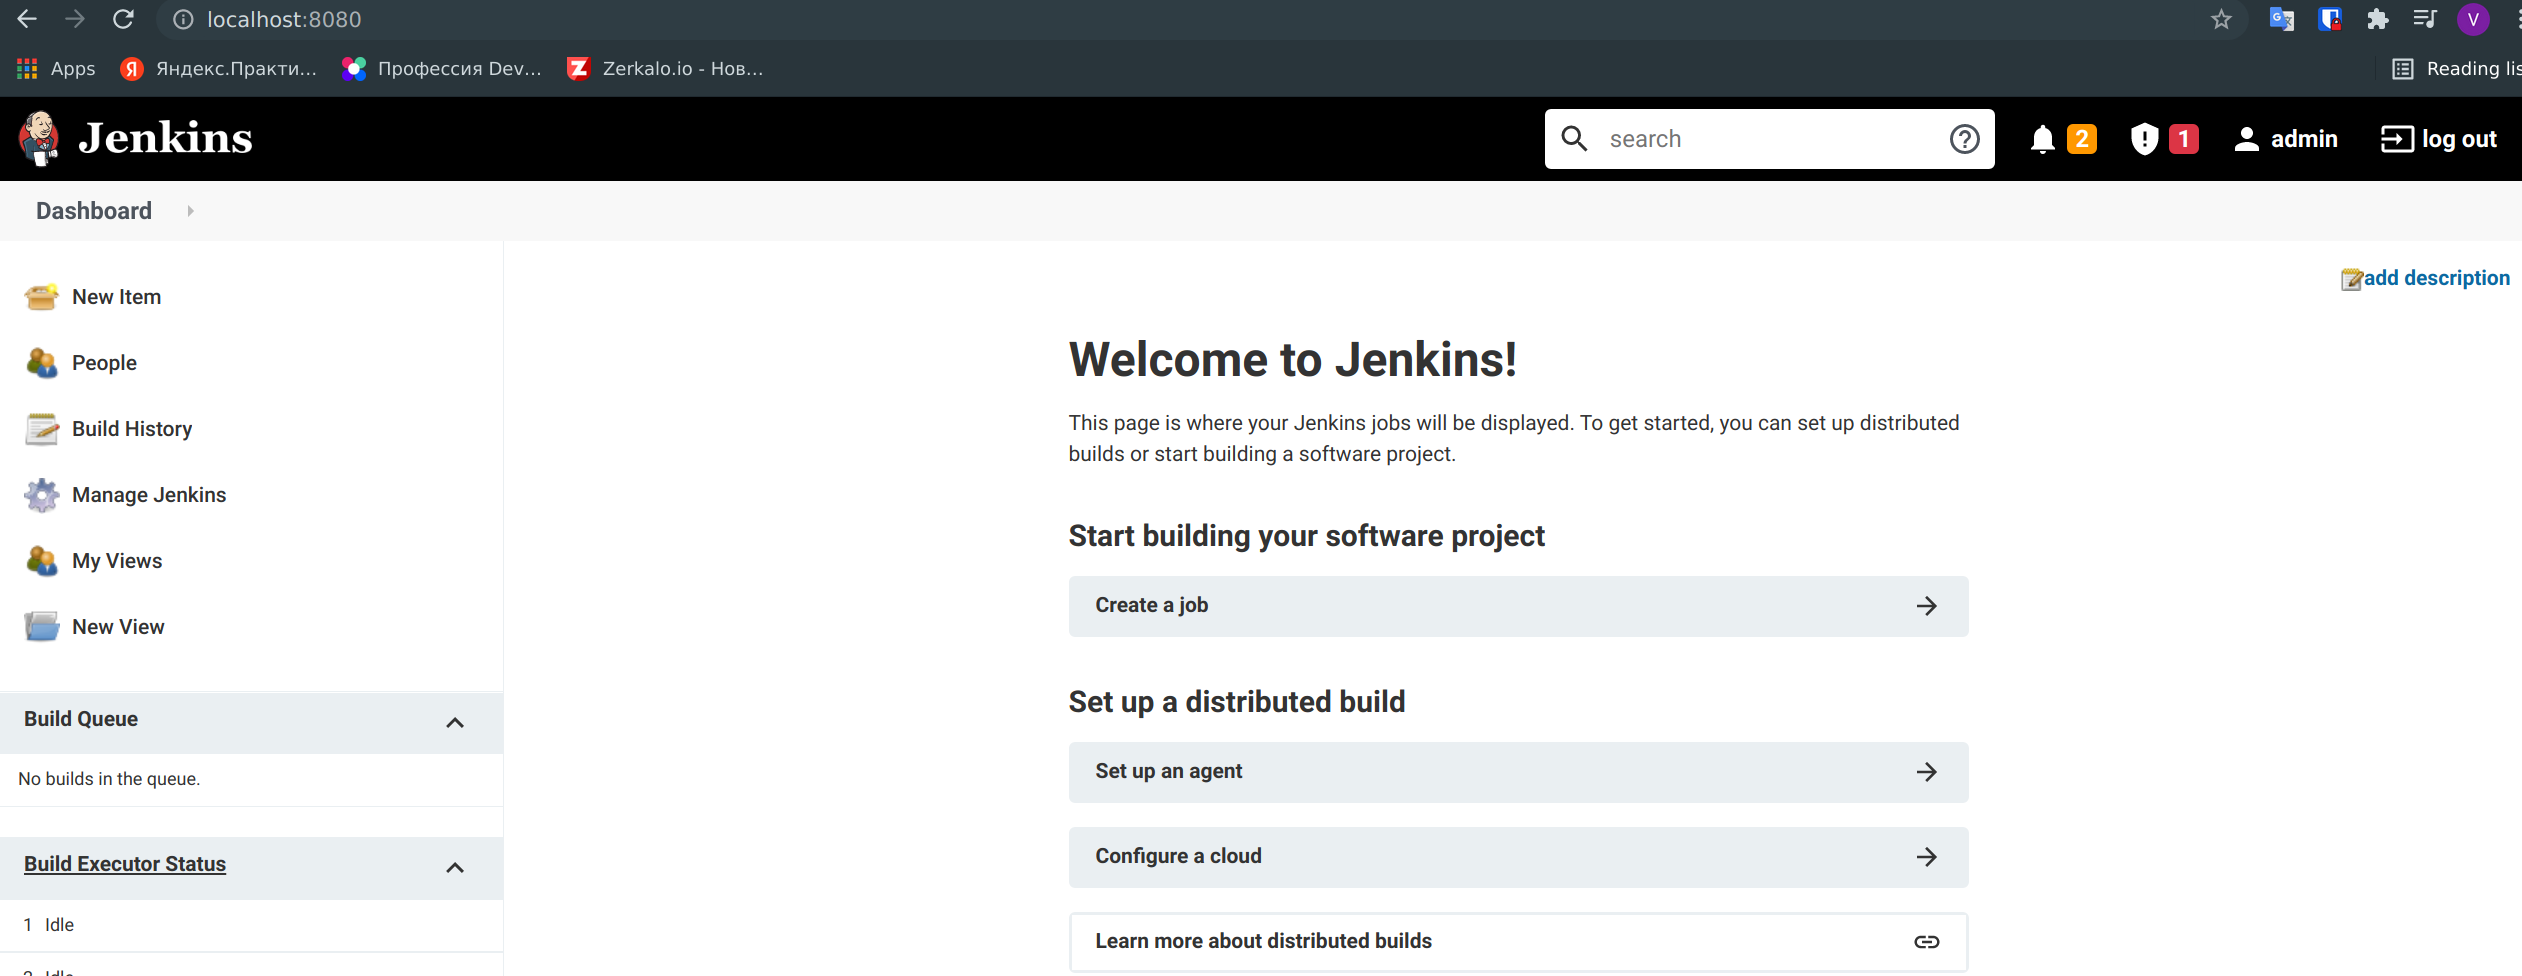 localhost:8080
Apps Яндекс.Практи... Профессия Dev... Zerkalo.io - Нов... Reading lis
V
Jenkins search 2 1 admin log out
Dashboard
add description
New Item
People
Build History
Manage Jenkins
My Views
New View
Build Queue
No builds in the queue.
Build Executor Status
1 Idle
2 Idle
Welcome to Jenkins!
This page is where your Jenkins jobs will be displayed. To get started, you can set up distributed
builds or start building a software project.
Start building your software project
Create a job
Set up a distributed build
Set up an agent
Configure a cloud
Learn more about distributed builds